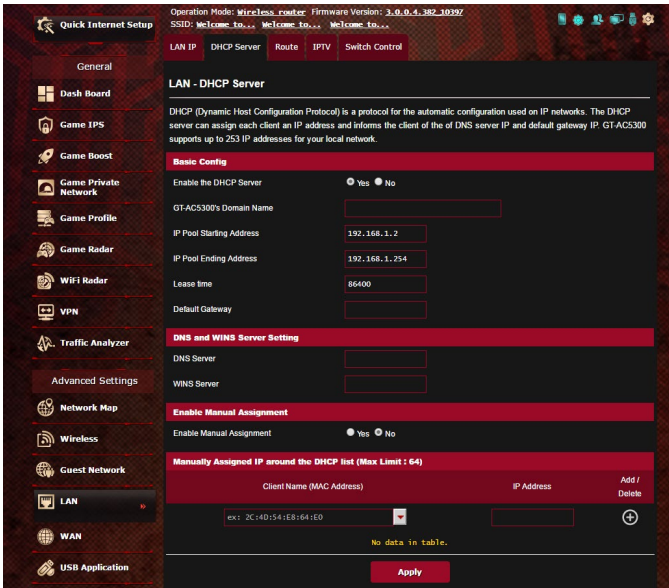 Quick Internet Setup
General
Dash Board
Game IPS
Game Boost
Game Private
Network
Game Profile
Game Radar
WiFi Radar
VPN
Traffic Analyzer
Advanced Settings
Network Map
Wireless
Guest Network
LAN
WAN
USB Application
Operation Mode: Wireless router Firmware Version: 3.0.0.4.382_10397
SSID: Welcome to... Welcome to... Welcome to...
LAN IP DHCP Server Route IPTV Switch Control
LAN - DHCP Server
DHCP (Dynamic Host Configuration Protocol) is a protocol for the automatic configuration used on IP networks. The DHCP
server can assign each client an IP address and informs the client of the of DNS server IP and default gateway IP. GT-AC5300
supports up to 253 IP addresses for your local network.
Basic Config
Enable the DHCP Server Yes No
GT-AC5300's Domain Name
IP Pool Starting Address 192.168.1.2
IP Pool Ending Address 192.168.1.254
Lease time 86400
Default Gateway
DNS and WINS Server Setting
DNS Server
WINS Server
Enable Manual Assignment
Enable Manual Assignment Yes No
Manually Assigned IP around the DHCP list (Max Limit : 64)
Client Name (MAC Address) IP Address Add /
Delete
ex: 2C:4D:54:E8:64:E0
No data in table.
Apply